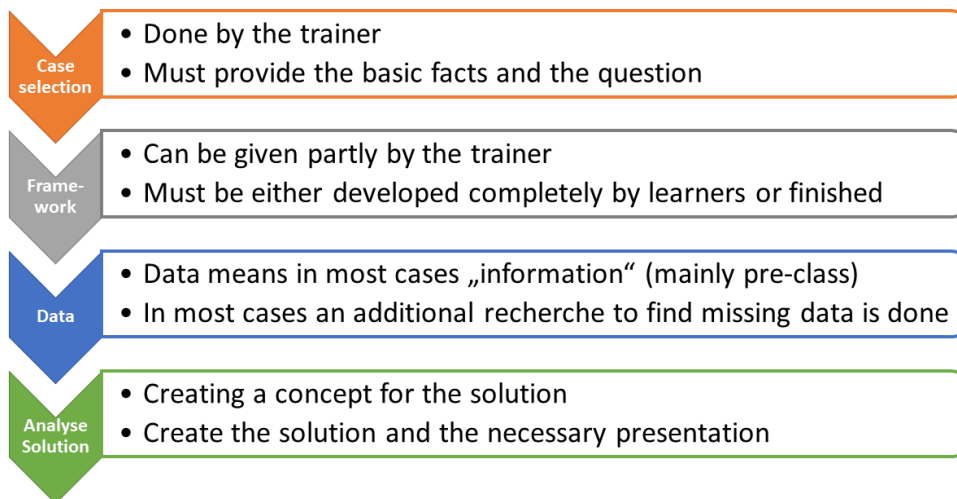 Case
selection
• Done by the trainer
• Must provide the basic facts and the question
Frame-
work
• Can be given partly by the trainer
• Must be either developed completely by learners or finished
Data
• Data means in most cases „information“ (mainly pre-class)
• In most cases an additional recherche to find missing data is done
Analyse
Solution
• Creating a concept for the solution
• Create the solution and the necessary presentation